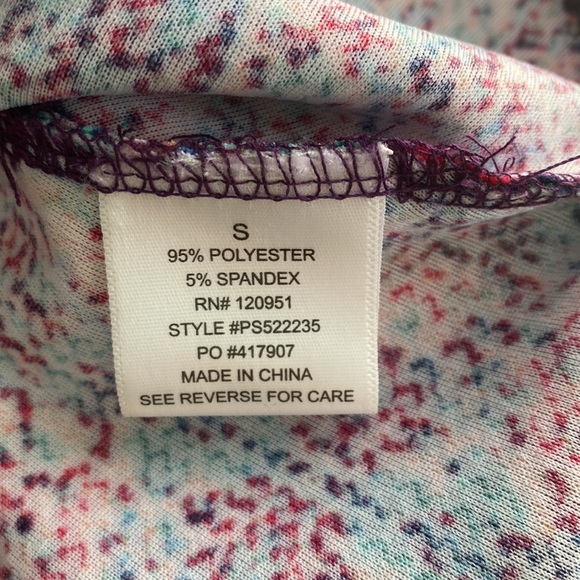 S
95% POLYESTER
5% SPANDEX
RN# 120951
STYLE #PS522235
PO #417907
MADE IN CHINA
SEE REVERSE FOR CARE